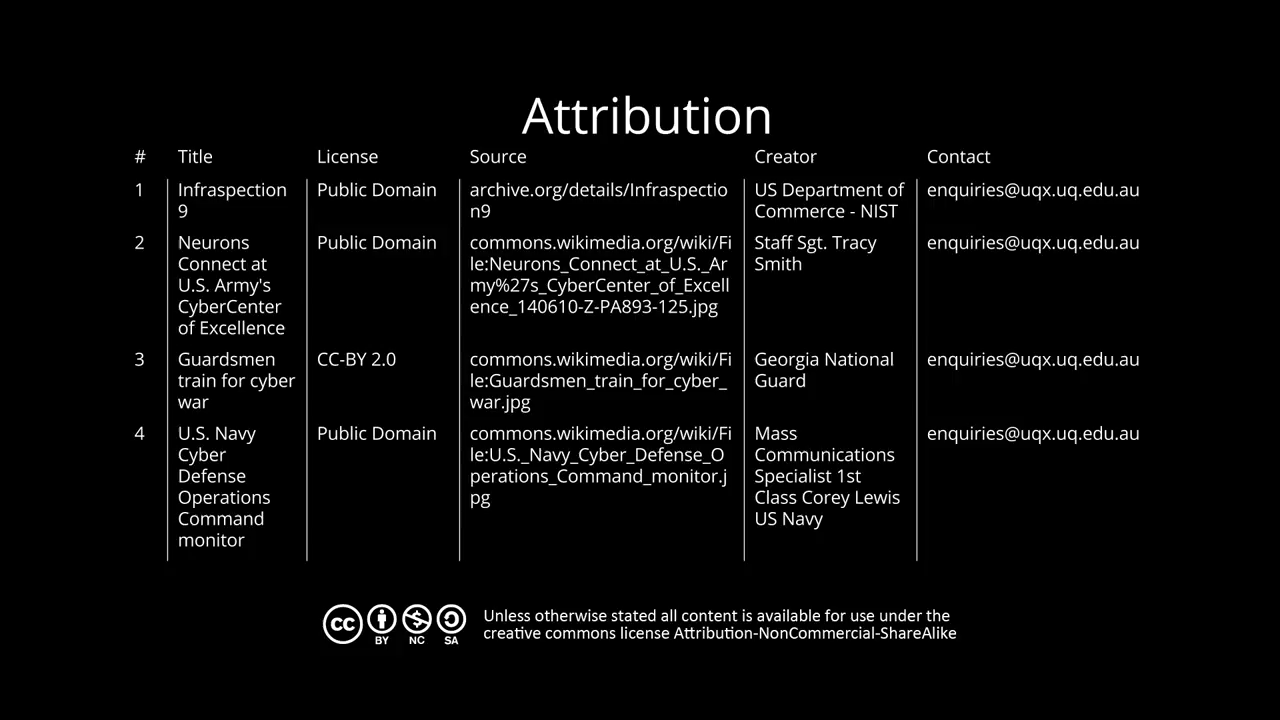 Attribution
# Title License Source Creator Contact
1 Infraspection Public Domain archive.org/details/Infraspectio US Department of enquiries@uqx.uq.edu.au
9 n9 Commerce - NIST
2 Neurons Public Domain commons.wikimedia.org/wiki/Fi Staff Sgt. Tracy enquiries@uqx.uq.edu.au
Connect at le:Neurons_Connect_at_U.S._Ar Smith
U.S. Army's my%27s_CyberCenter_of_Excell
CyberCenter ence_140610-Z-PA893-125.jpg
of Excellence
3 Guardsmen CC-BY 2.0 commons.wikimedia.org/wiki/Fi Georgia National enquiries@uqx.uq.edu.au
train for cyber le:Guardsmen_train_for_cyber_ Guard
war war.jpg
4 U.S. Navy Public Domain commons.wikimedia.org/wiki/Fi Mass enquiries@uqx.uq.edu.au
Cyber le:U.S._Navy_Cyber_Defense_O Communications
Defense perations_Command_monitor.j Specialist 1st
Operations pg Class Corey Lewis
Command US Navy
monitor
cc BY NC SA
Unless otherwise stated all content is available for use under the
creative commons license Attribution-NonCommercial-ShareAlike